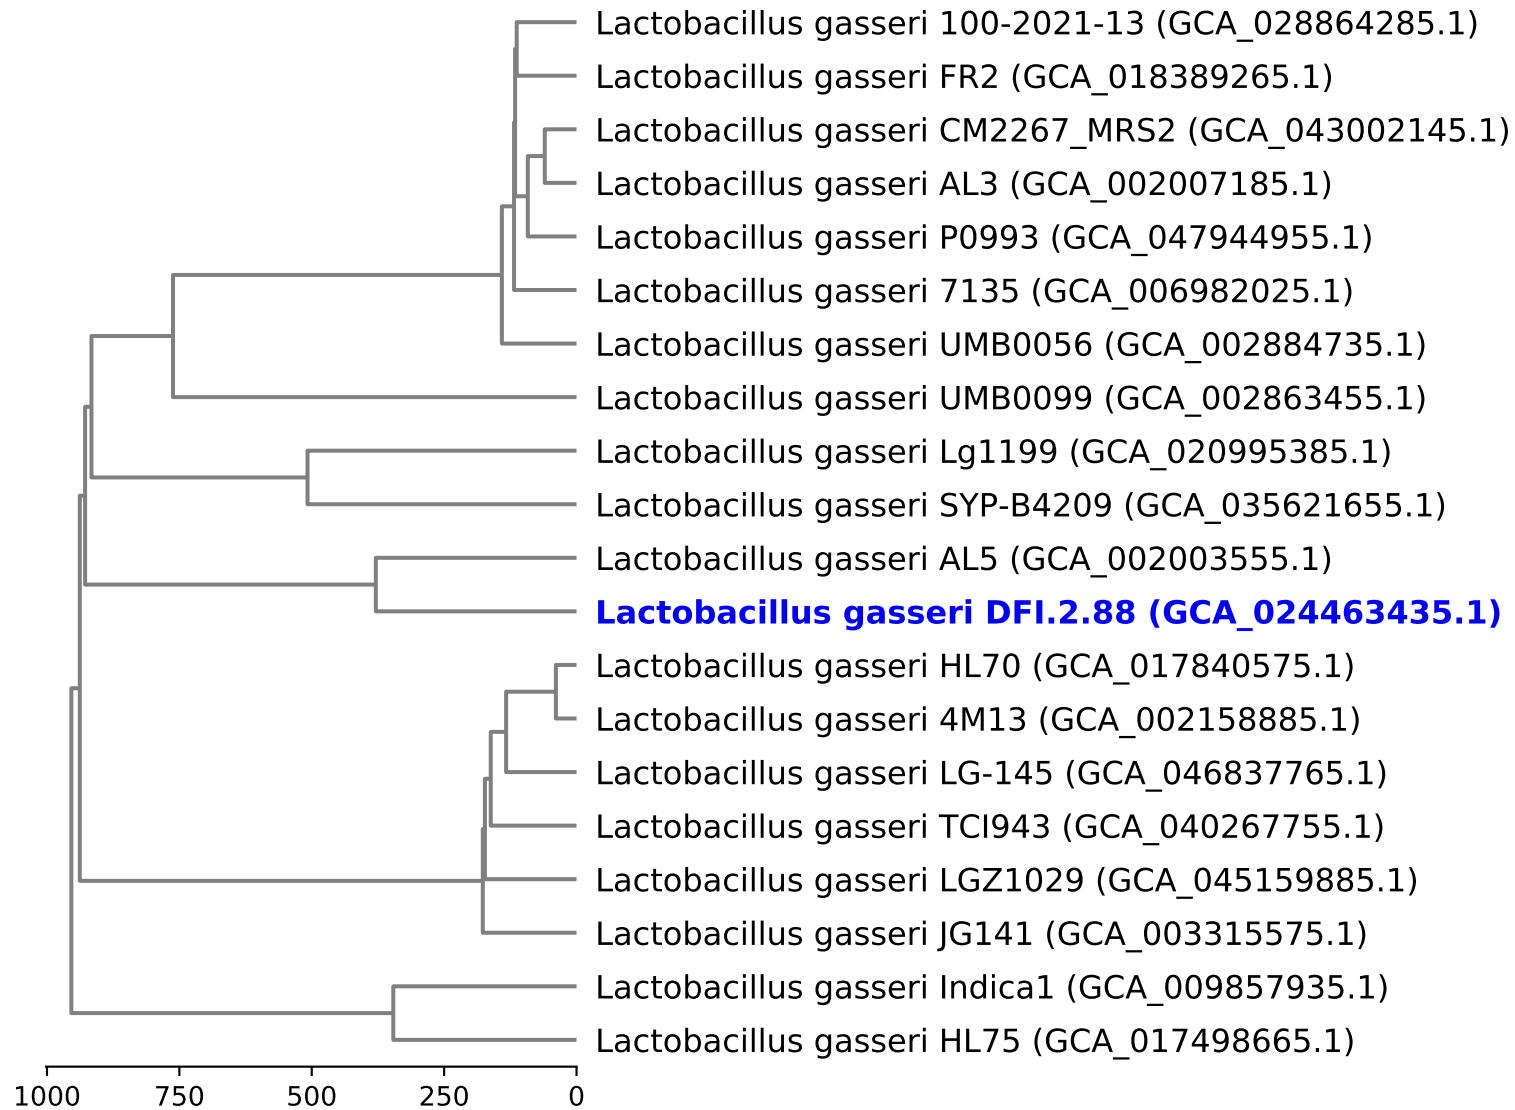 Lactobacillus gasseri 100-2021-13 (GCA_028864285.1)
Lactobacillus gasseri FR2 (GCA_018389265.1)
Lactobacillus gasseri CM2267_MRS2 (GCA_043002145.1)
Lactobacillus gasseri AL3 (GCA_002007185.1)
Lactobacillus gasseri P0993 (GCA_047944955.1)
Lactobacillus gasseri 7135 (GCA_006982025.1)
Lactobacillus gasseri UMB0056 (GCA_002884735.1)
Lactobacillus gasseri UMB0099 (GCA_002863455.1)
Lactobacillus gasseri Lg1199 (GCA_020995385.1)
Lactobacillus gasseri SYP-B4209 (GCA_035621655.1)
Lactobacillus gasseri AL5 (GCA_002003555.1)
Lactobacillus gasseri DFI.2.88 (GCA_024463435.1)
Lactobacillus gasseri HL70 (GCA_017840575.1)
Lactobacillus gasseri 4M13 (GCA_002158885.1)
Lactobacillus gasseri LG-145 (GCA_046837765.1)
Lactobacillus gasseri TCI943 (GCA_040267755.1)
Lactobacillus gasseri LGZ1029 (GCA_045159885.1)
Lactobacillus gasseri JG141 (GCA_003315575.1)
Lactobacillus gasseri Indica1 (GCA_009857935.1)
Lactobacillus gasseri HL75 (GCA_017498665.1)
1000 750 500 250 0